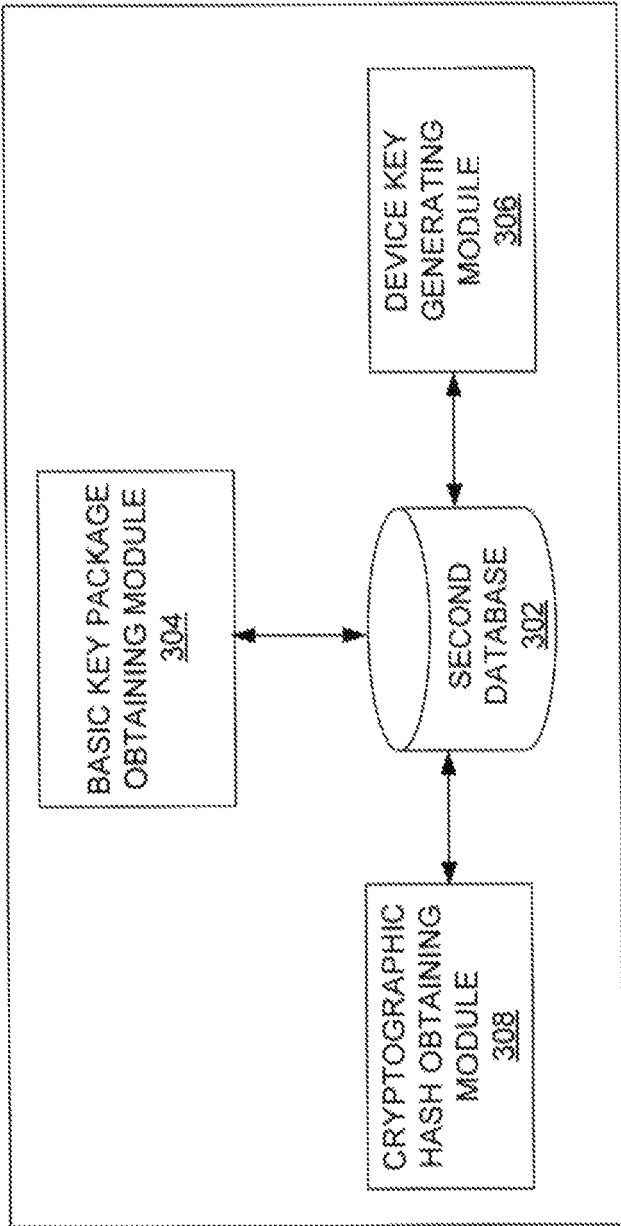 BASIC KEY PACKAGE
OBTAINING MODULE
304
CRYPTOGRAPHIC
HASH OBTAINING
MODULE
308
SECOND
DATABASE
302
DEVICE KEY
GENERATING
MODULE
306